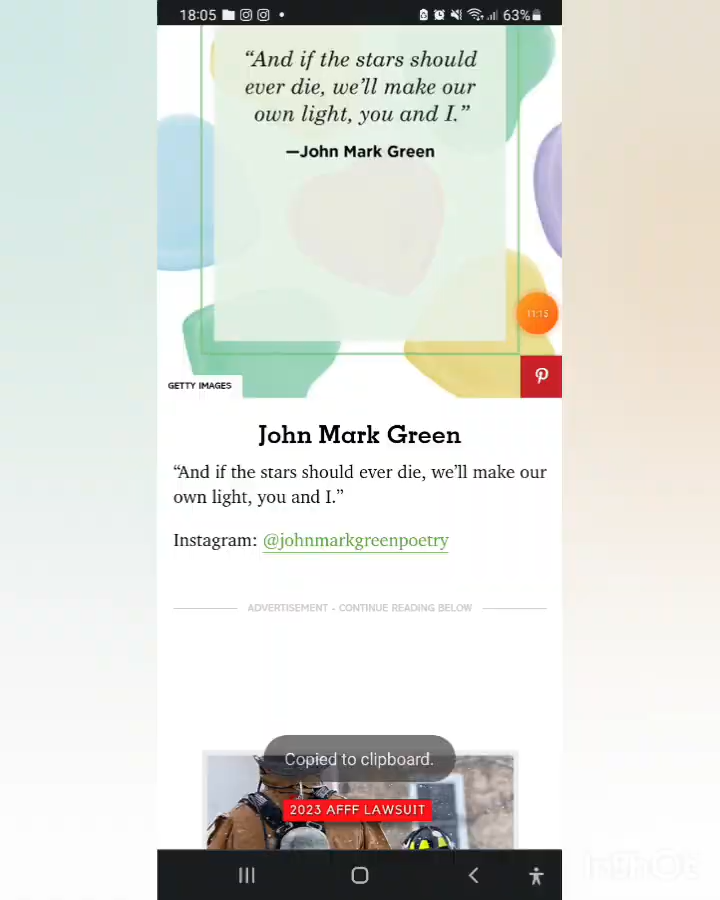 18:05
63%
“And if the stars should
ever die, we’ll make our
own light, you and I.”
—John Mark Green
11:15
GETTY IMAGES
John Mark Green
“And if the stars should ever die, we’ll make our
own light, you and I.”
Instagram: @johnmarkgreenpoetry
ADVERTISEMENT - CONTINUE READING BELOW
Copied to clipboard.
2023 AFFF LAWSUIT